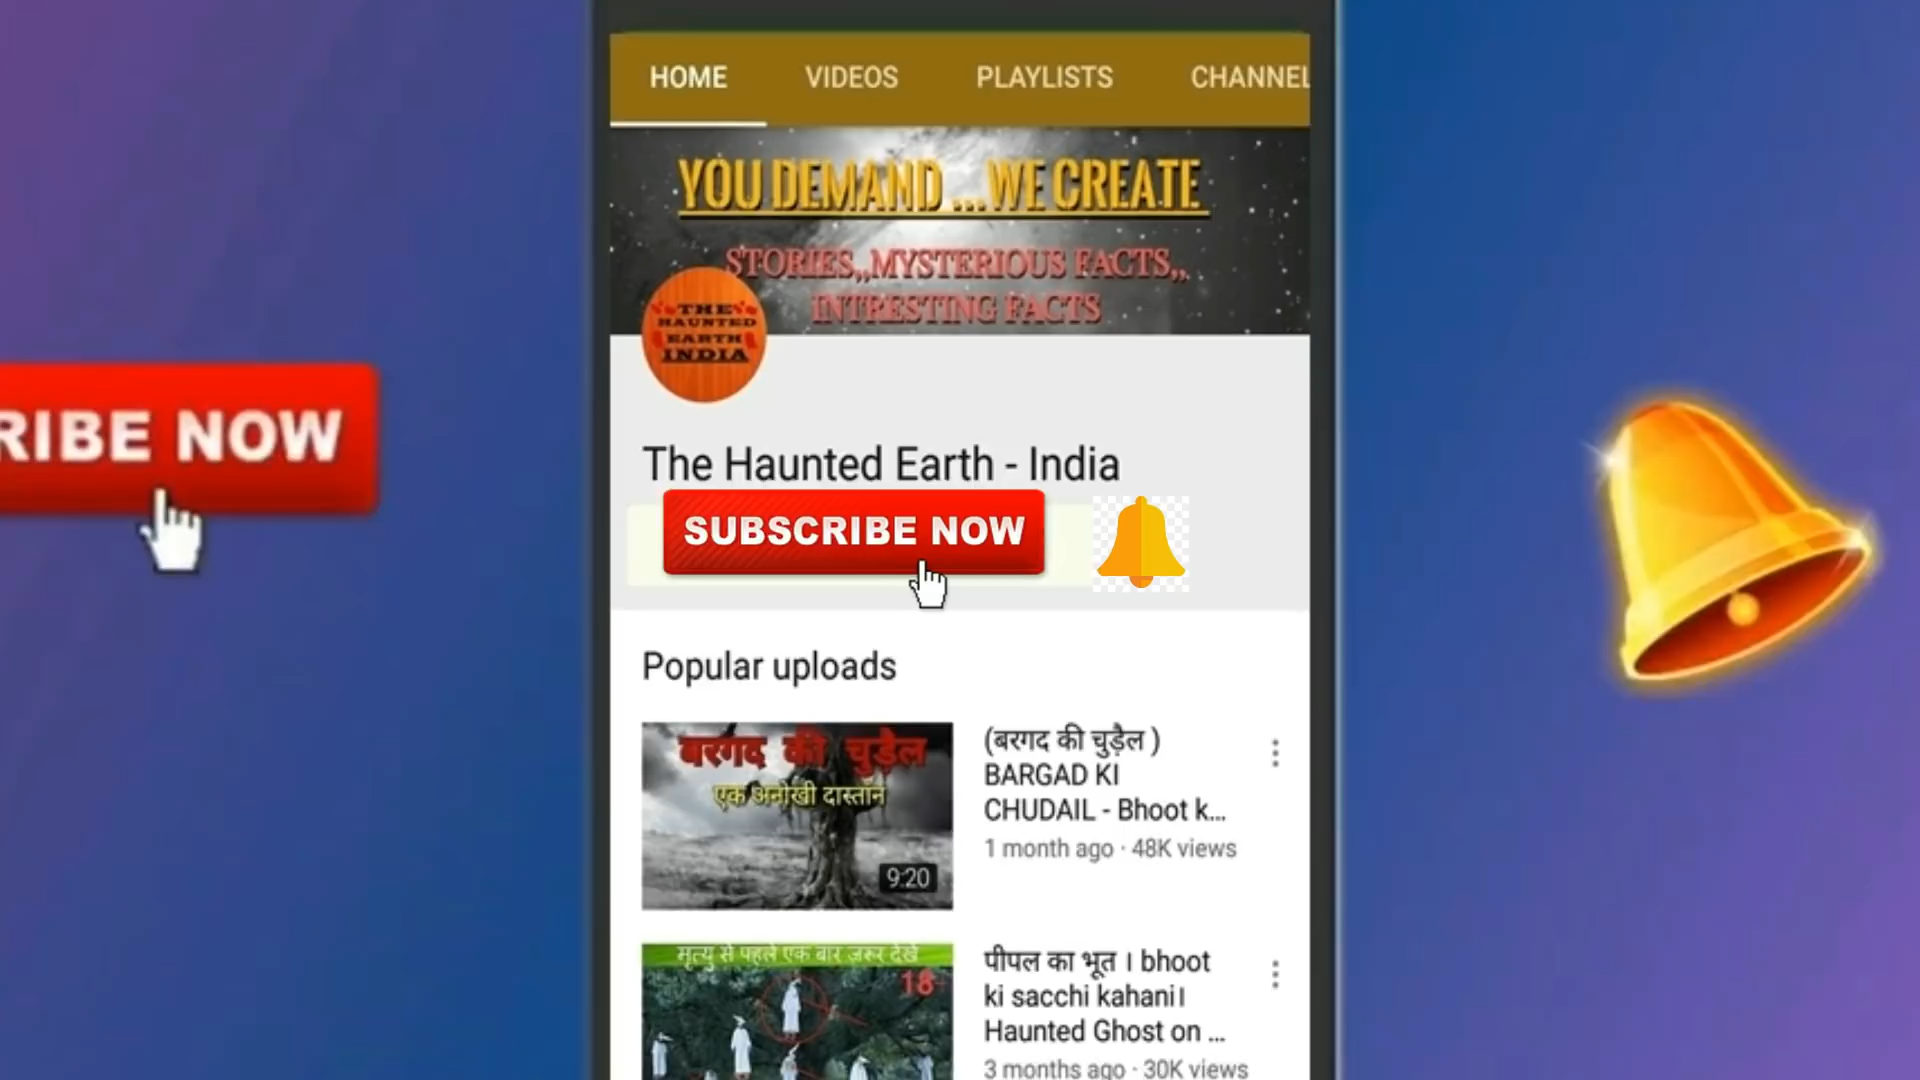 HOME VIDEOS PLAYLISTS CHANNEL
YOU DEMAND ...WE CREATE
STORIES,,MYSTERIOUS FACTS,,
INTRESTING FACTS
THE
HAUNTED
EARTH
INDIA
RIBE NOW
The Haunted Earth - India
SUBSCRIBE NOW
Popular uploads
बरगद की चुड़ैल
एक अनोखी दास्तान
9:20
(बरगद की चुड़ैल )
BARGAD KI
CHUDAIL - Bhoot k...
1 month ago · 48K views
मृत्यु से पहले एक बार ज़रूर देखे
18+
पीपल का भूत । bhoot
ki sacchi kahani।
Haunted Ghost on ...
3 months ago · 30K views